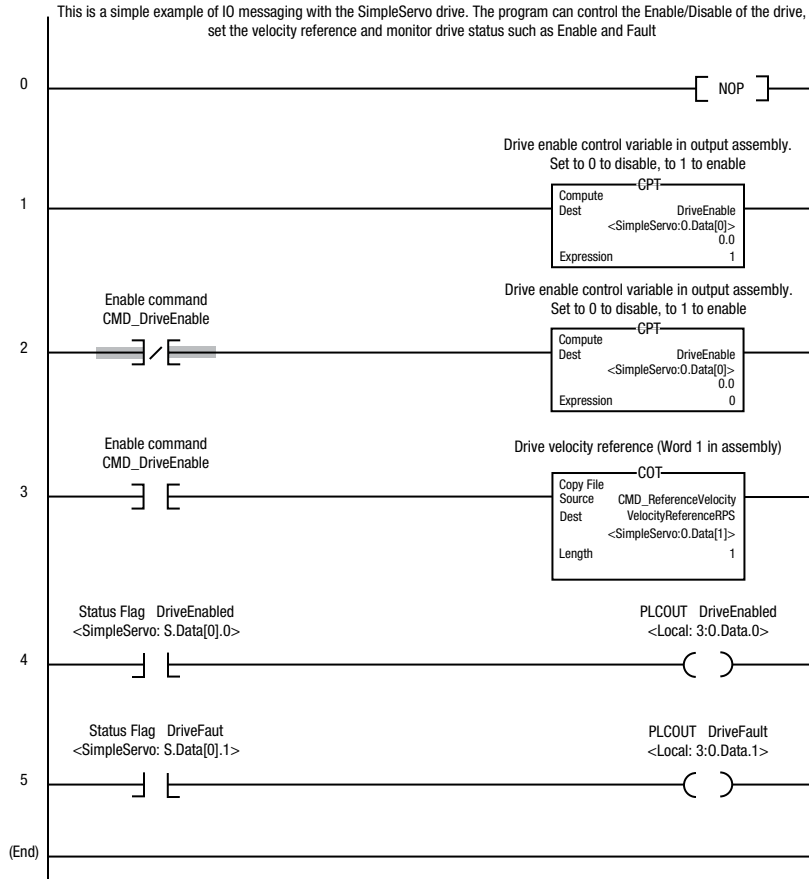 This is a simple example of IO messaging with the SimpleServo drive. The program can control the Enable/Disable of the drive,
set the velocity reference and monitor drive status such as Enable and Fault
0
NOP
Drive enable control variable in output assembly.
Set to 0 to disable, to 1 to enable
1
CPT
Compute
Dest DriveEnable
<SimpleServo:O.Data[0]>
0.0
Expression 1
Enable command
CMD_DriveEnable
Drive enable control variable in output assembly.
Set to 0 to disable, to 1 to enable
2
CPT
Compute
Dest DriveEnable
<SimpleServo:O.Data[0]>
0.0
Expression 0
Enable command
CMD_DriveEnable
Drive velocity reference (Word 1 in assembly)
3
COT
Copy File
Source CMD_ReferenceVelocity
Dest VelocityReferenceRPS
<SimpleServo:O.Data[1]>
Length 1
Status Flag DriveEnabled
<SimpleServo: S.Data[0].0>
PLCOUT DriveEnabled
<Local: 3:O.Data.0>
4
Status Flag DriveFaut
<SimpleServo: S.Data[0].1>
PLCOUT DriveFault
<Local: 3:O.Data.1>
5
(End)